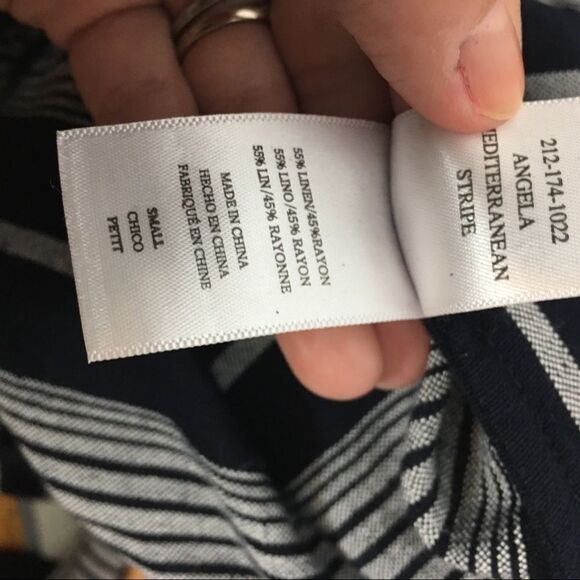 55% LINEN/45%RAYON
55% LINO/45% RAYON
55% LIN/45% RAYONNE
MADE IN CHINA
HECHO EN CHINA
FABRIQUÉ EN CHINE
SMALL
CHICO
PETIT
212-174-1022
ANGELA
EDITERRANEAN
STRIPE